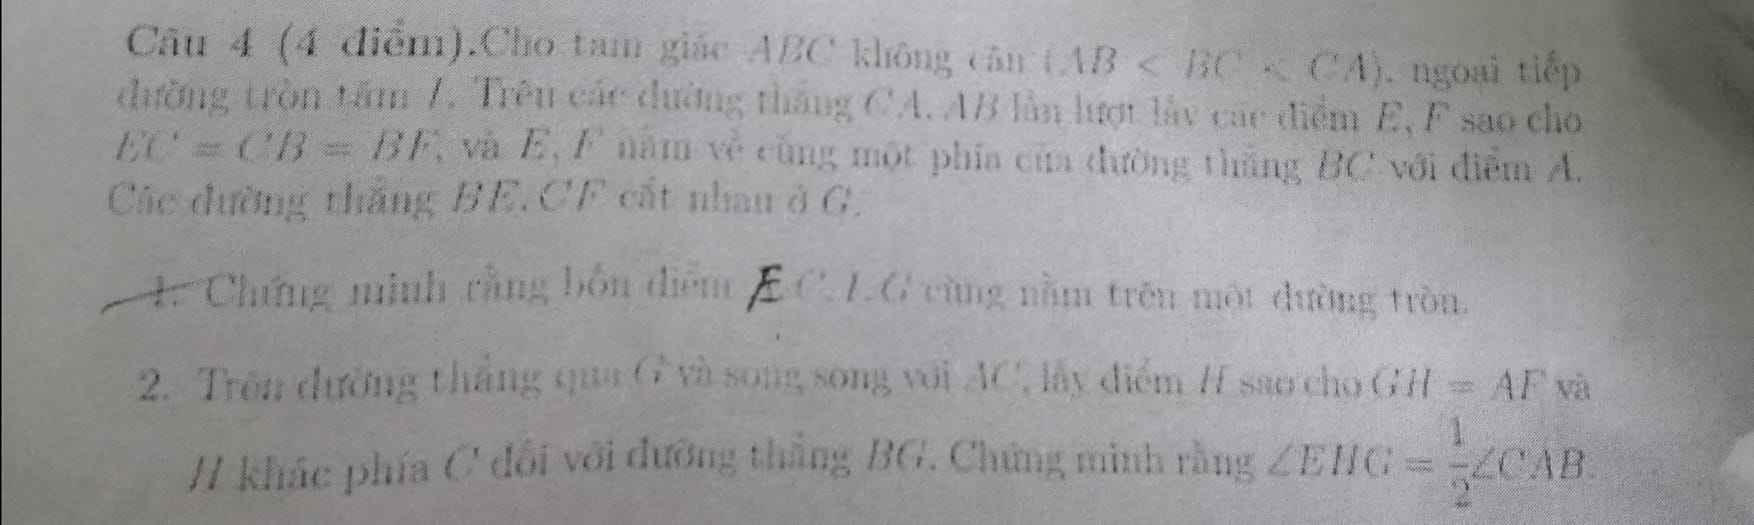 Câu 4 (4 điểm).Cho tam giác ABC không cân (AB < BC < CA), ngoại tiếp
đường tròn tâm I. Trên các đường thẳng CA, AB lần lượt lấy các điểm E, F sao cho
EC = CB = BF, và E, F nằm về cùng một phía của đường thẳng BC với điểm A.
Các đường thẳng BE, CF cắt nhau ở G.
1. Chứng minh rằng bốn điểm E C, I, G cùng nằm trên một đường tròn.
2. Trên đường thẳng qua G và song song với AC, lấy điểm H sao cho GH = AF và
H khác phía C đối với đường thẳng BG. Chứng minh rằng ∠EHG = \frac{1}{2}∠CAB.